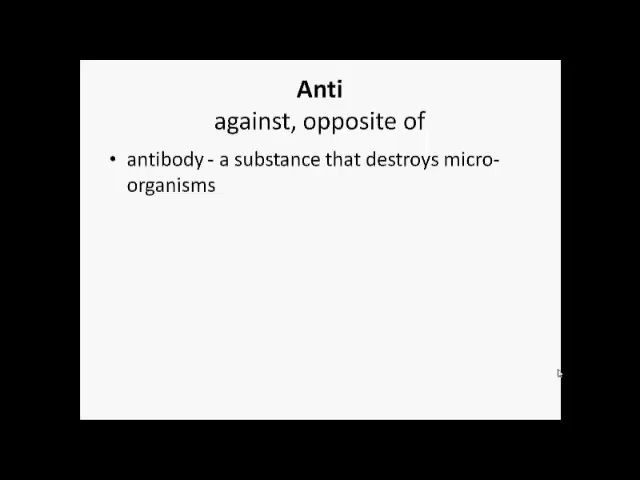 Anti
against, opposite of
• antibody - a substance that destroys micro-
organisms